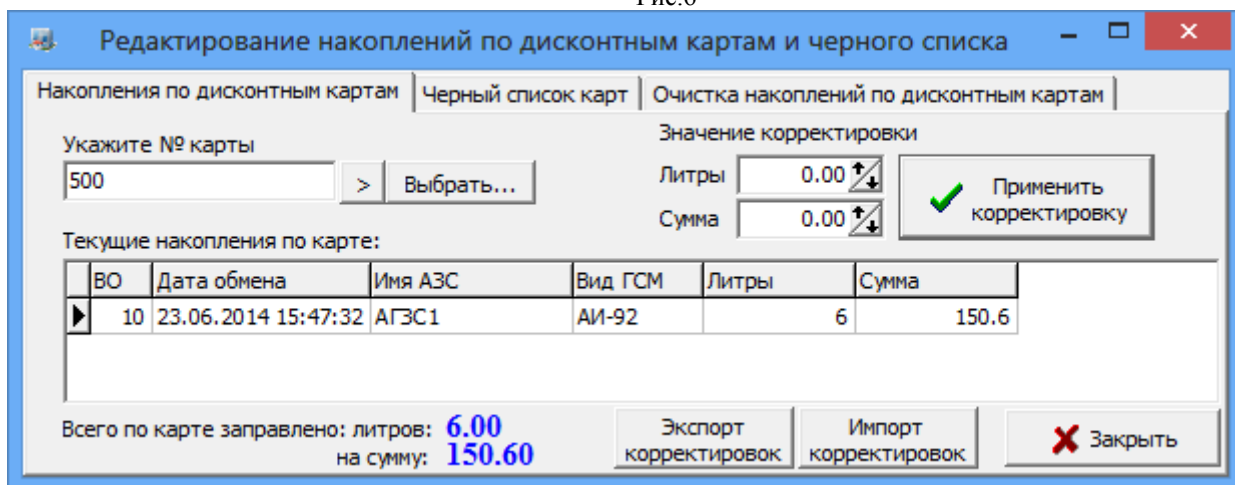 Рис.6
Редактирование накоплений по дисконтным картам и черного списка
Накопления по дисконтным картам Черный список карт Очистка накоплений по дисконтным картам
Укажите № карты
500 > Выбрать...
Значение корректировки
Литры 0.00
Сумма 0.00
Применить
корректировку
Текущие накопления по карте:
ВО Дата обмена Имя АЗС Вид ГСМ Литры Сумма
10 23.06.2014 15:47:32 АГЗС1 АИ-92 6 150.6
Всего по карте заправлено: литров: 6.00
на сумму: 150.60
Экспорт
корректировок
Импорт
корректировок
Закрыть